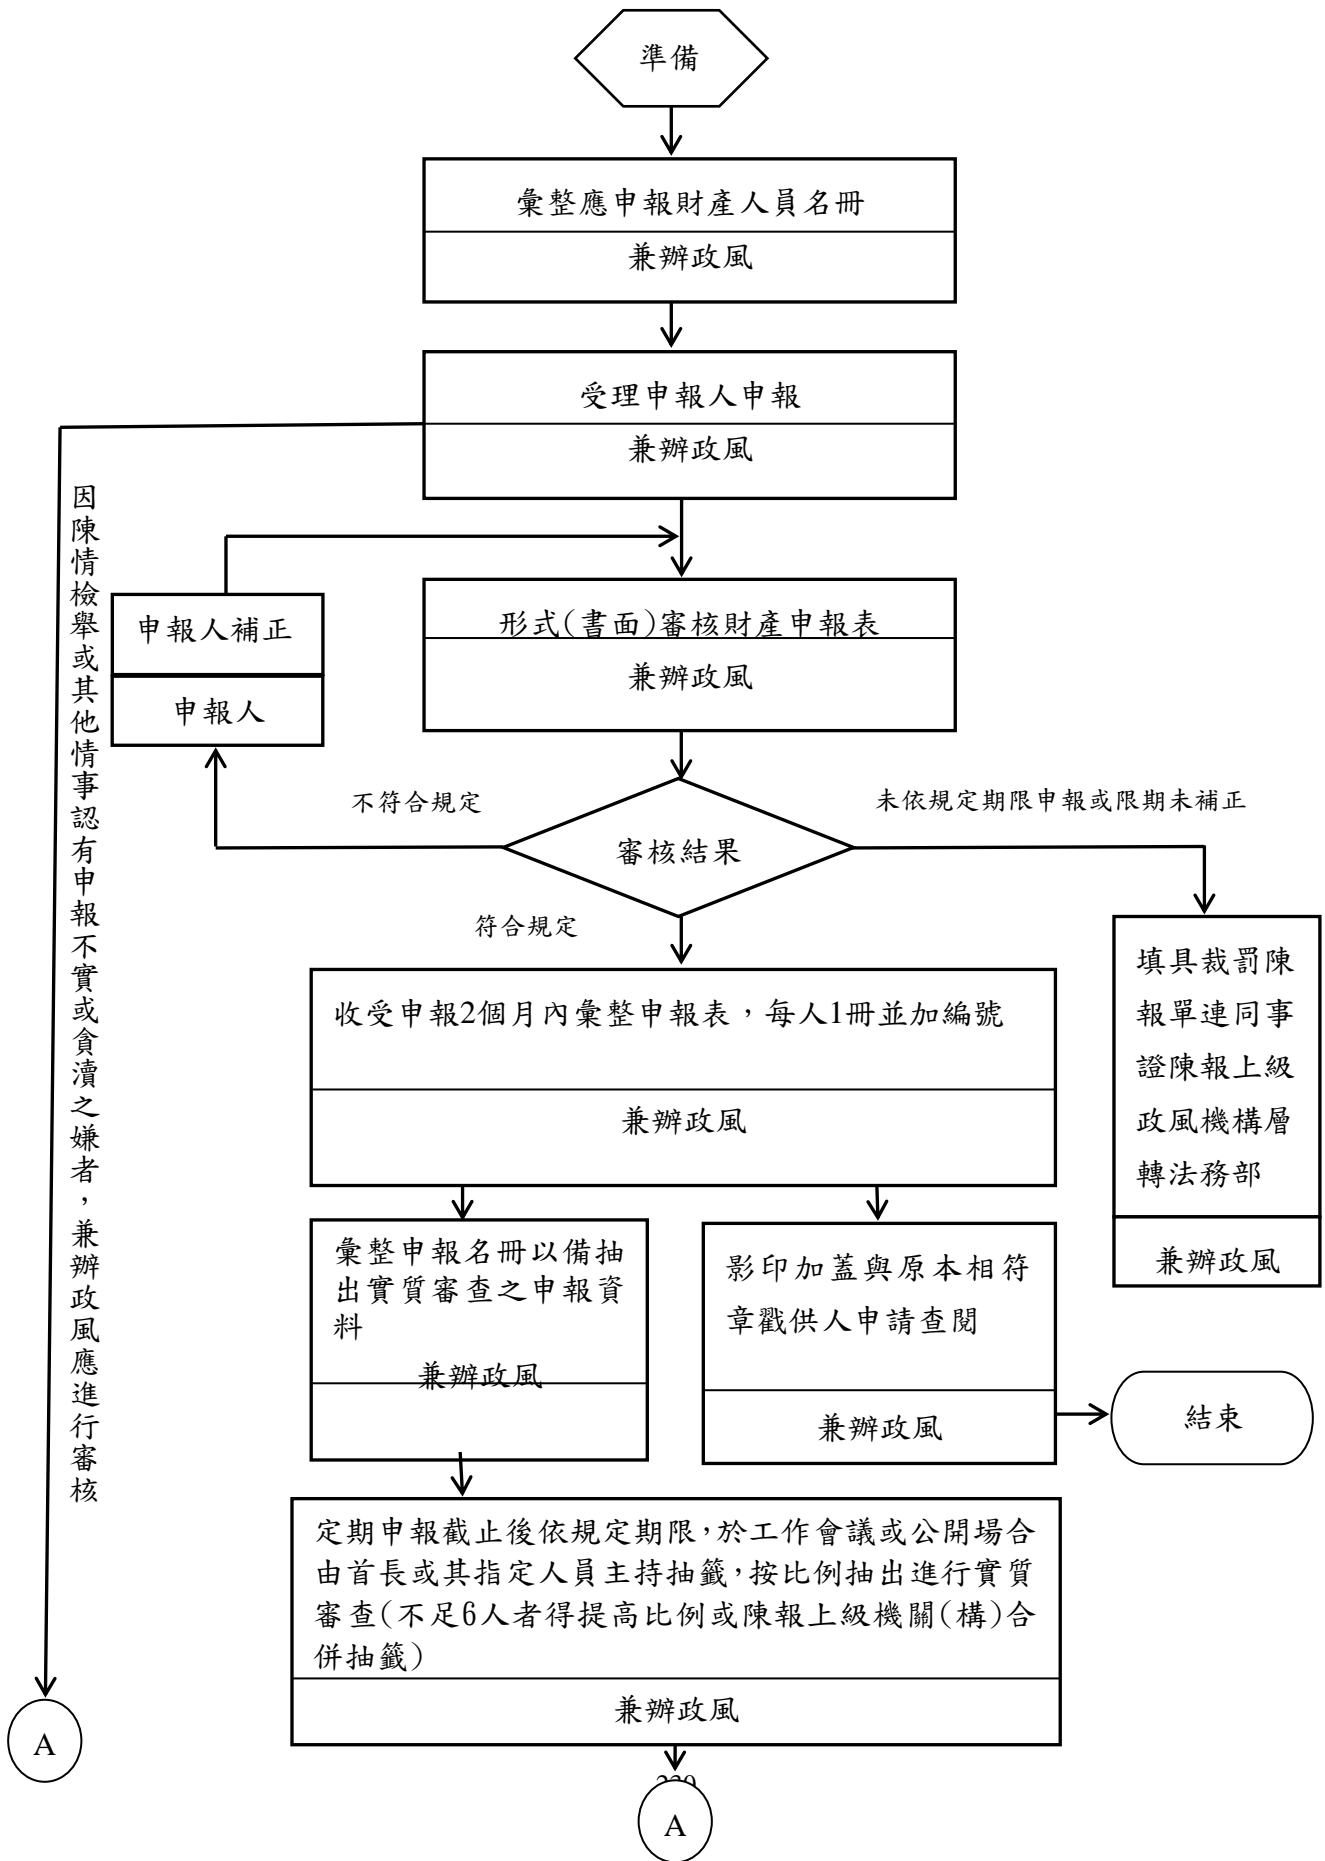 準備
彙整應申報財產人員名冊
兼辦政風
受理申報人申報
兼辦政風
因陳情檢舉或其他情事認有申報不實或貪瀆之嫌者，兼辦政風應進行審核
申報人補正
申報人
形式(書面)審核財產申報表
兼辦政風
不符合規定
未依規定期限申報或限期未補正
審核結果
符合規定
填具裁罰陳
報單連同事
證陳報上級
政風機構層
轉法務部
兼辦政風
收受申報2個月內彙整申報表，每人1冊並加編號
兼辦政風
彙整申報名冊以備抽
出實質審查之申報資
料
兼辦政風
影印加蓋與原本相符
章戳供人申請查閱
兼辦政風
結束
定期申報截止後依規定期限，於工作會議或公開場合
由首長或其指定人員主持抽籤，按比例抽出進行實質
審查(不足6人者得提高比例或陳報上級機關(構)合
併抽籤)
兼辦政風
A
A